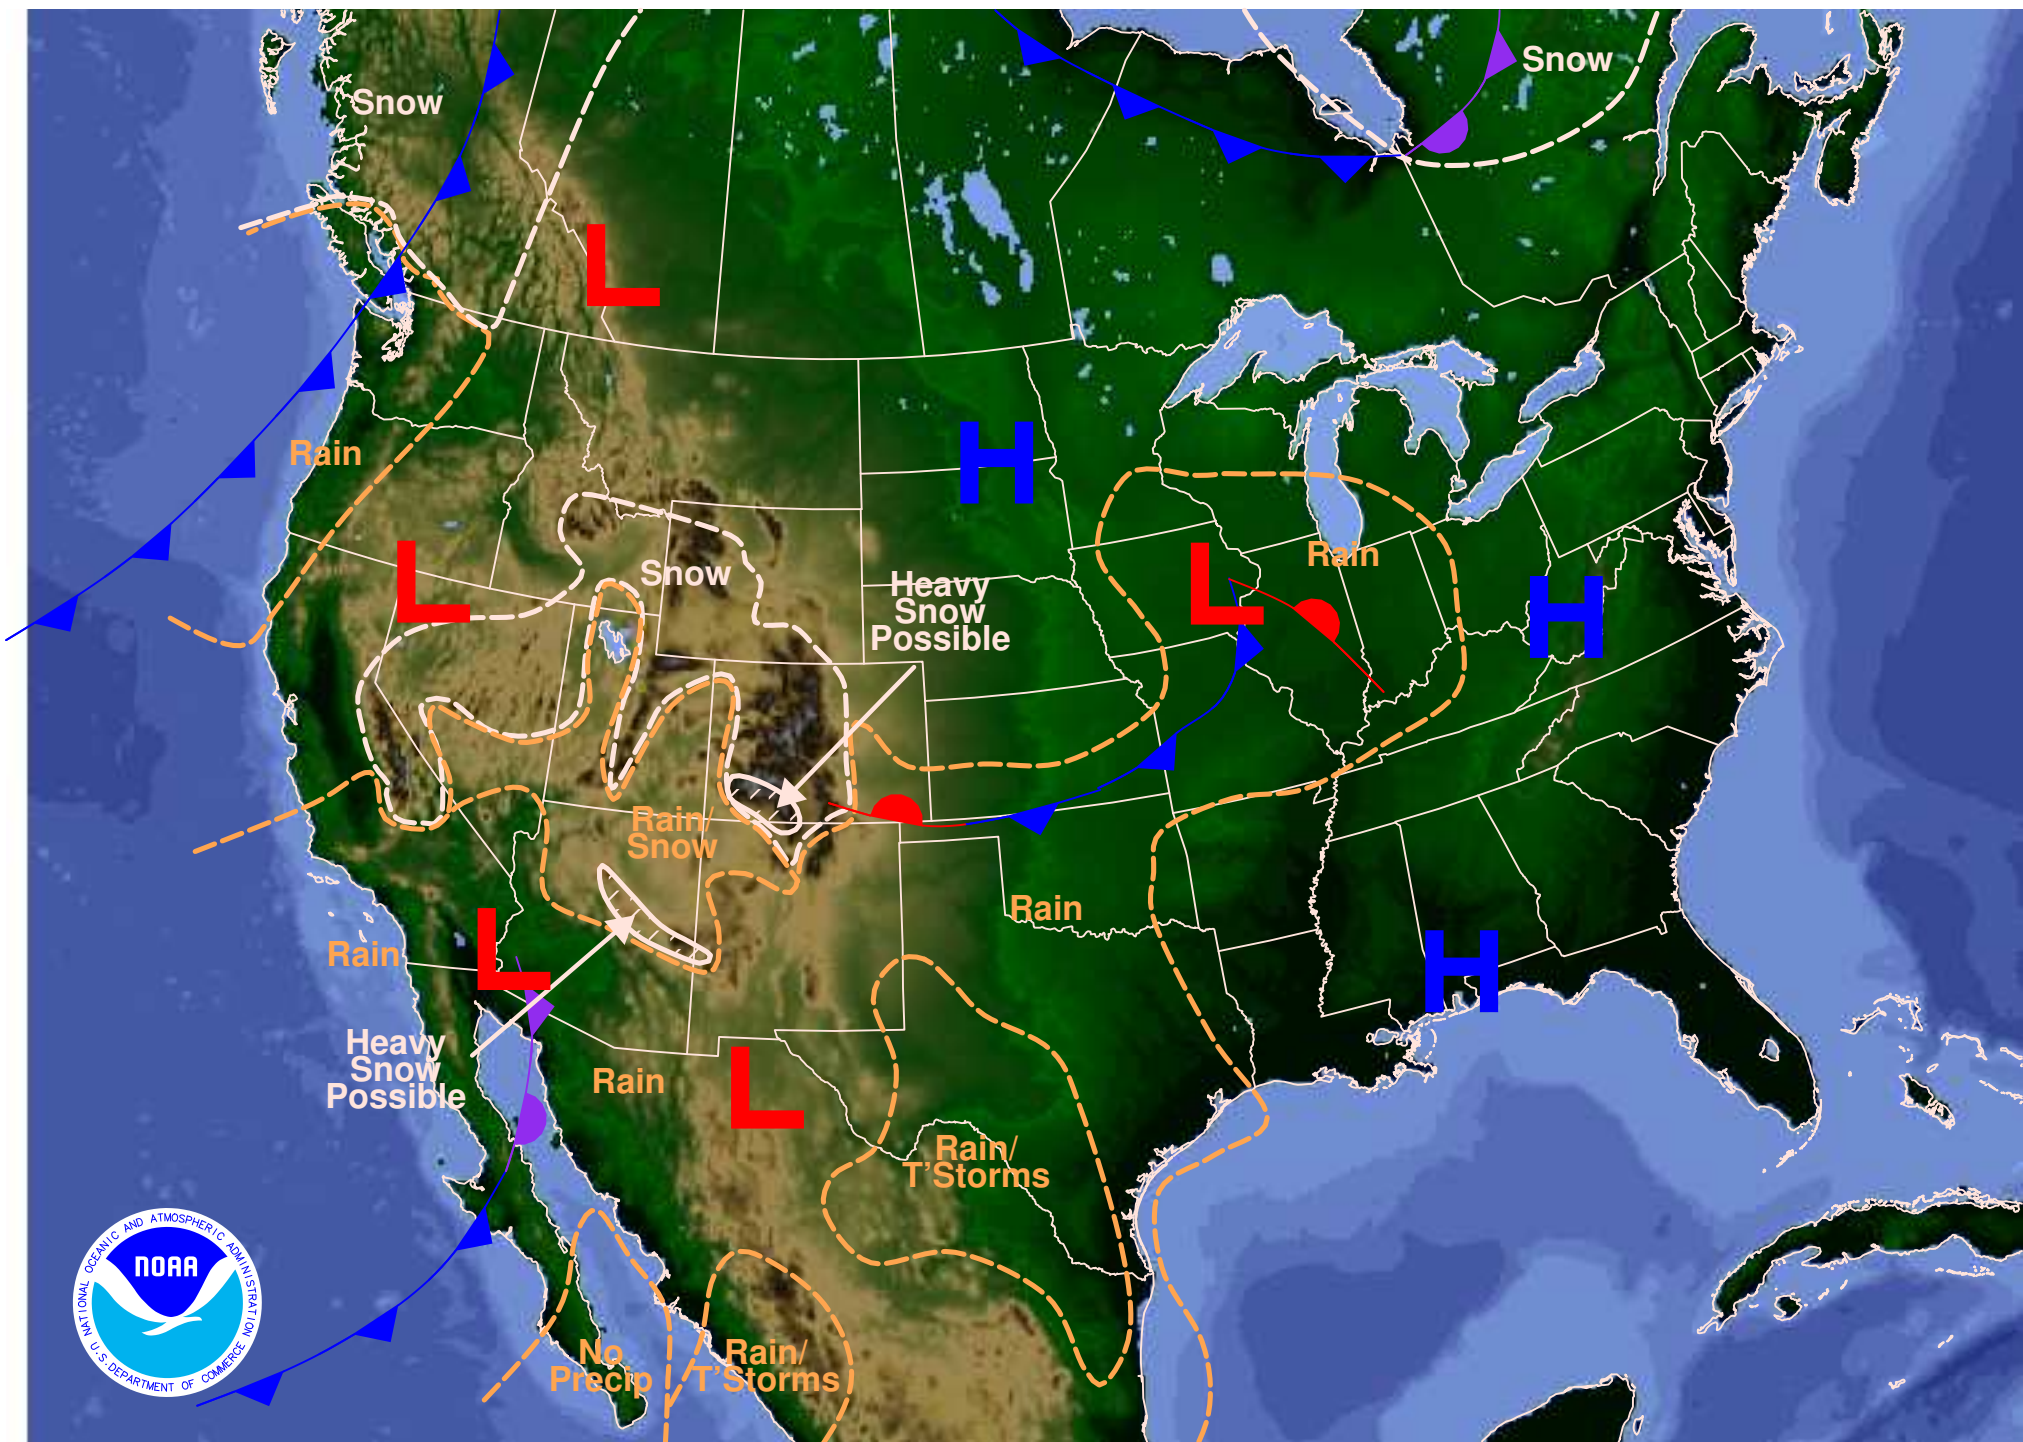 Snow
Snow
L
Rain
H
L
Snow
Heavy
Snow
Possible
L
Rain
H
Rain/
Snow
Rain
Rain
L
H
Heavy
Snow
Possible
Rain
L
Rain/
T'Storms
No
Precip
Rain/
T'Storms
NATIONAL OCEANIC AND ATMOSPHERIC ADMINISTRATION
NOAA
U.S. DEPARTMENT OF COMMERCE